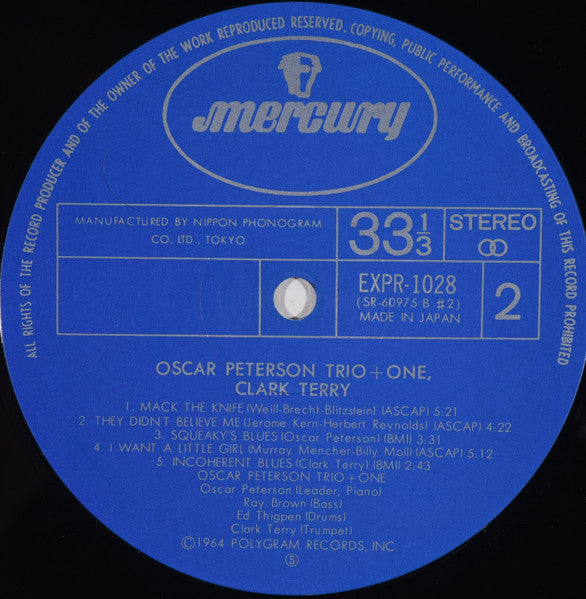 ALL RIGHTS OF THE RECORD PRODUCER AND OF THE OWNER OF THE WORK REPRODUCED RESERVED. COPYING, PUBLIC PERFORMANCE AND BROADCASTING OF THIS RECORD PROHIBITED
mercury
MANUFACTURED BY NIPPON PHONOGRAM
CO. LTD., TOKYO
33 1/3
STEREO
EXPR-1028
(SR-60975 B #2)
MADE IN JAPAN
2
OSCAR PETERSON TRIO+ONE,
CLARK TERRY
1. MACK THE KNIFE (Weill-Brecht-Blitzstein) (ASCAP) 5:21
2. THEY DIDN'T BELIEVE ME (Jerome Kern-Herbert Reynolds) (ASCAP) 4:22
3. SQUEAKY'S BLUES (Oscar Peterson) (BMI) 3:31
4. I WANT A LITTLE GIRL (Murray Mencher-Billy Moll) (ASCAP) 5:12
5. INCOHERENT BLUES (Clark Terry) (BMI) 2:43
OSCAR PETERSON TRIO+ONE
Oscar Peterson (Leader, Piano)
Ray Brown (Bass)
Ed Thigpen (Drums)
Clark Terry (Trumpet)
Ⓒ1964 POLYGRAM RECORDS, INC.
⑤